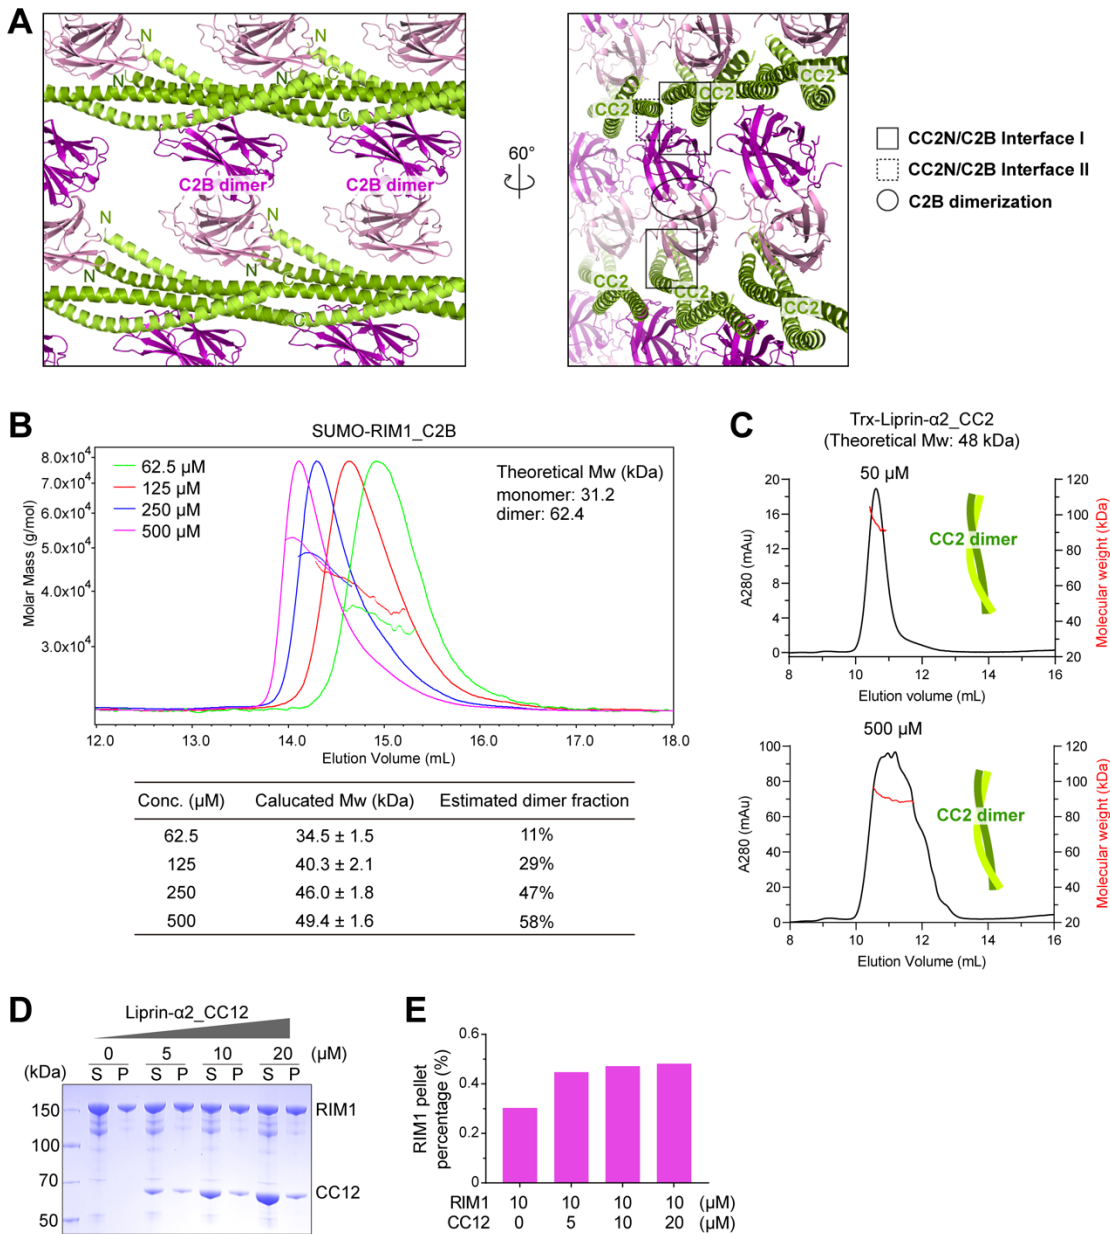 A
N
N
N
C
C
C2B dimer
C2B dimer
N
N
N
C
C
60°
CC2
CC2
CC2
CC2
CC2
CC2
CC2N/C2B Interface I
CC2N/C2B Interface II
C2B dimerization
B
SUMO-RIM1_C2B
62.5 µM
125 µM
250 µM
500 µM
Theoretical Mw (kDa)
monomer: 31.2
dimer: 62.4
8.0x10⁴
7.0x10⁴
5.0x10⁴
4.0x10⁴
3.0x10⁴
Molar Mass (g/mol)
12.0 14.0 15.0 16.0 17.0 18.0
Elution Volume (mL)
Conc. (µM) Calucated Mw (kDa) Estimated dimer fraction
62.5 34.5 ± 1.5 11%
125 40.3 ± 2.1 29%
250 46.0 ± 1.8 47%
500 49.4 ± 1.6 58%
C
Trx-Liprin-α2_CC2
(Theoretical Mw: 48 kDa)
50 µM
CC2 dimer
20
16
12
8
4
0
A280 (mAu)
120
100
80
60
40
20
Molecular weight (kDa)
8 10 12 14 16
Elution volume (mL)
500 µM
CC2 dimer
100
80
60
40
20
0
A280 (mAU)
120
100
80
60
40
20
Molecular weight (kDa)
8 10 12 14 16
Elution Volume (mL)
D
Liprin-α2_CC12
0 5 10 20 (µM)
(kDa) S P S P S P S P
150
100
70
50
RIM1
CC12
E
0.6
0.4
0.2
0
RIM1 pellet
percentage (%)
RIM1 10 10 10 10 (µM)
CC12 0 5 10 20 (µM)